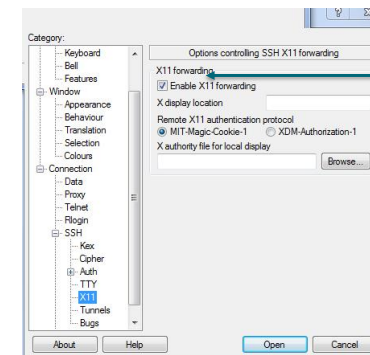 ?
Category:
Keyboard
Bell
Features
Window
Appearance
Behaviour
Translation
Selection
Colours
Connection
Data
Proxy
Telnet
Rlogin
SSH
Kex
Cipher
Auth
TTY
X11
Tunnels
Bugs
Options controlling SSH X11 forwarding
X11 forwarding
Enable X11 forwarding
X display location
Remote X11 authentication protocol
MIT-Magic-Cookie-1 XDM-Authorization-1
X authority file for local display
Browse...
About Help Open Cancel